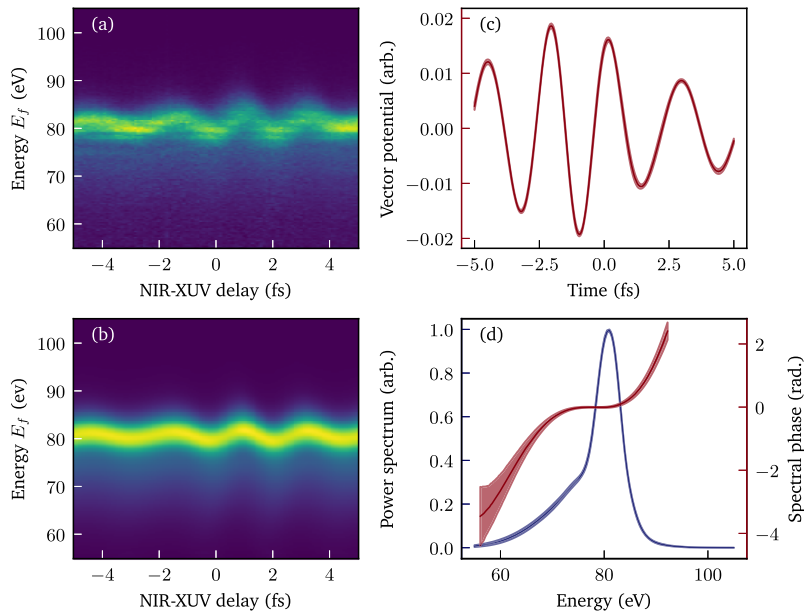 (a)
Energy E_f (eV)
100
90
80
70
60
−4 −2 0 2 4
NIR-XUV delay (fs)
(c)
Vector potential (arb.)
0.02
0.01
0.00
−0.01
−0.02
−5.0 −2.5 0.0 2.5 5.0
Time (fs)
(b)
Energy E_f (ev)
100
90
80
70
60
−4 −2 0 2 4
NIR-XUV delay (fs)
(d)
Power spectrum (arb.)
1.0
0.8
0.6
0.4
0.2
0.0
60 80 100
Energy (eV)
2
0
−2
−4
Spectral phase (rad.)